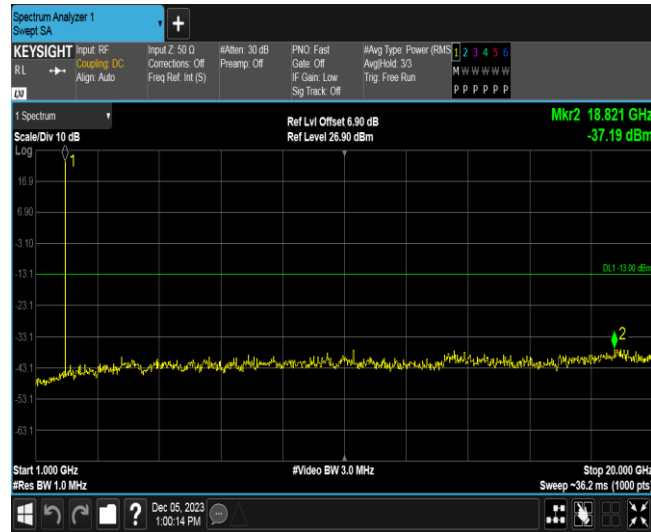 Spectrum Analyzer 1
Swept SA
+
KEYSIGHT
RL
LXI
Input: RF
Coupling: DC
Align: Auto
Input Z: 50 Ω
Corrections: Off
Freq Ref: Int (S)
#Atten: 30 dB
Preamp: Off
PNO: Fast
Gate: Off
IF Gain: Low
Sig Track: Off
#Avg Type: Power (RMS
Avg|Hold: 3/3
Trig: Free Run
1 2 3 4 5 6
M W W W W W
P P P P P P
1 Spectrum
Scale/Div 10 dB
Log
Ref Lvl Offset 6.90 dB
Ref Level 26.90 dBm
Mkr2 18.821 GHz
-37.19 dBm
1
16.9
6.90
-3.10
-13.1
DL1 -13.00 dBm
-23.1
-33.1
2
-43.1
-53.1
-63.1
Start 1.000 GHz
#Res BW 1.0 MHz
#Video BW 3.0 MHz
Stop 20.000 GHz
Sweep ~36.2 ms (1000 pts)
?
Dec 05, 2023
1:00:14 PM